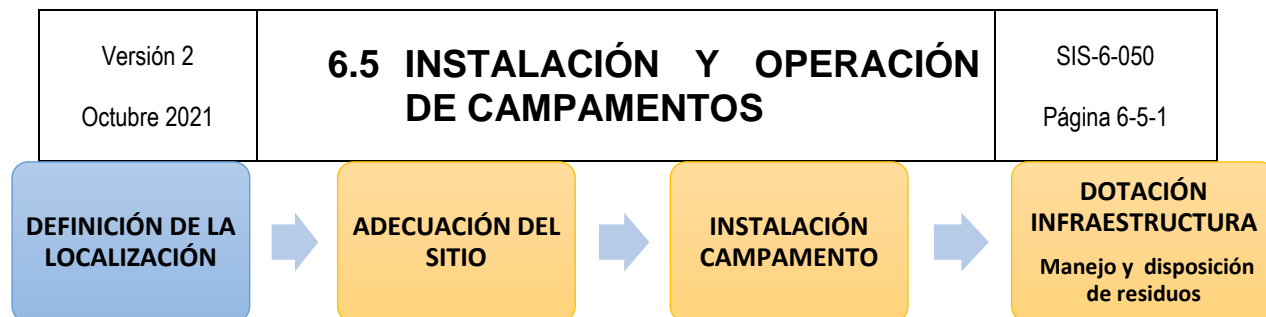 Versión 2
Octubre 2021
6.5 INSTALACIÓN Y OPERACIÓN
DE CAMPAMENTOS
SIS-6-050
Página 6-5-1
DEFINICIÓN DE LA
LOCALIZACIÓN
ADECUACIÓN DEL
SITIO
INSTALACIÓN
CAMPAMENTO
DOTACIÓN
INFRAESTRUCTURA
Manejo y disposición
de residuos